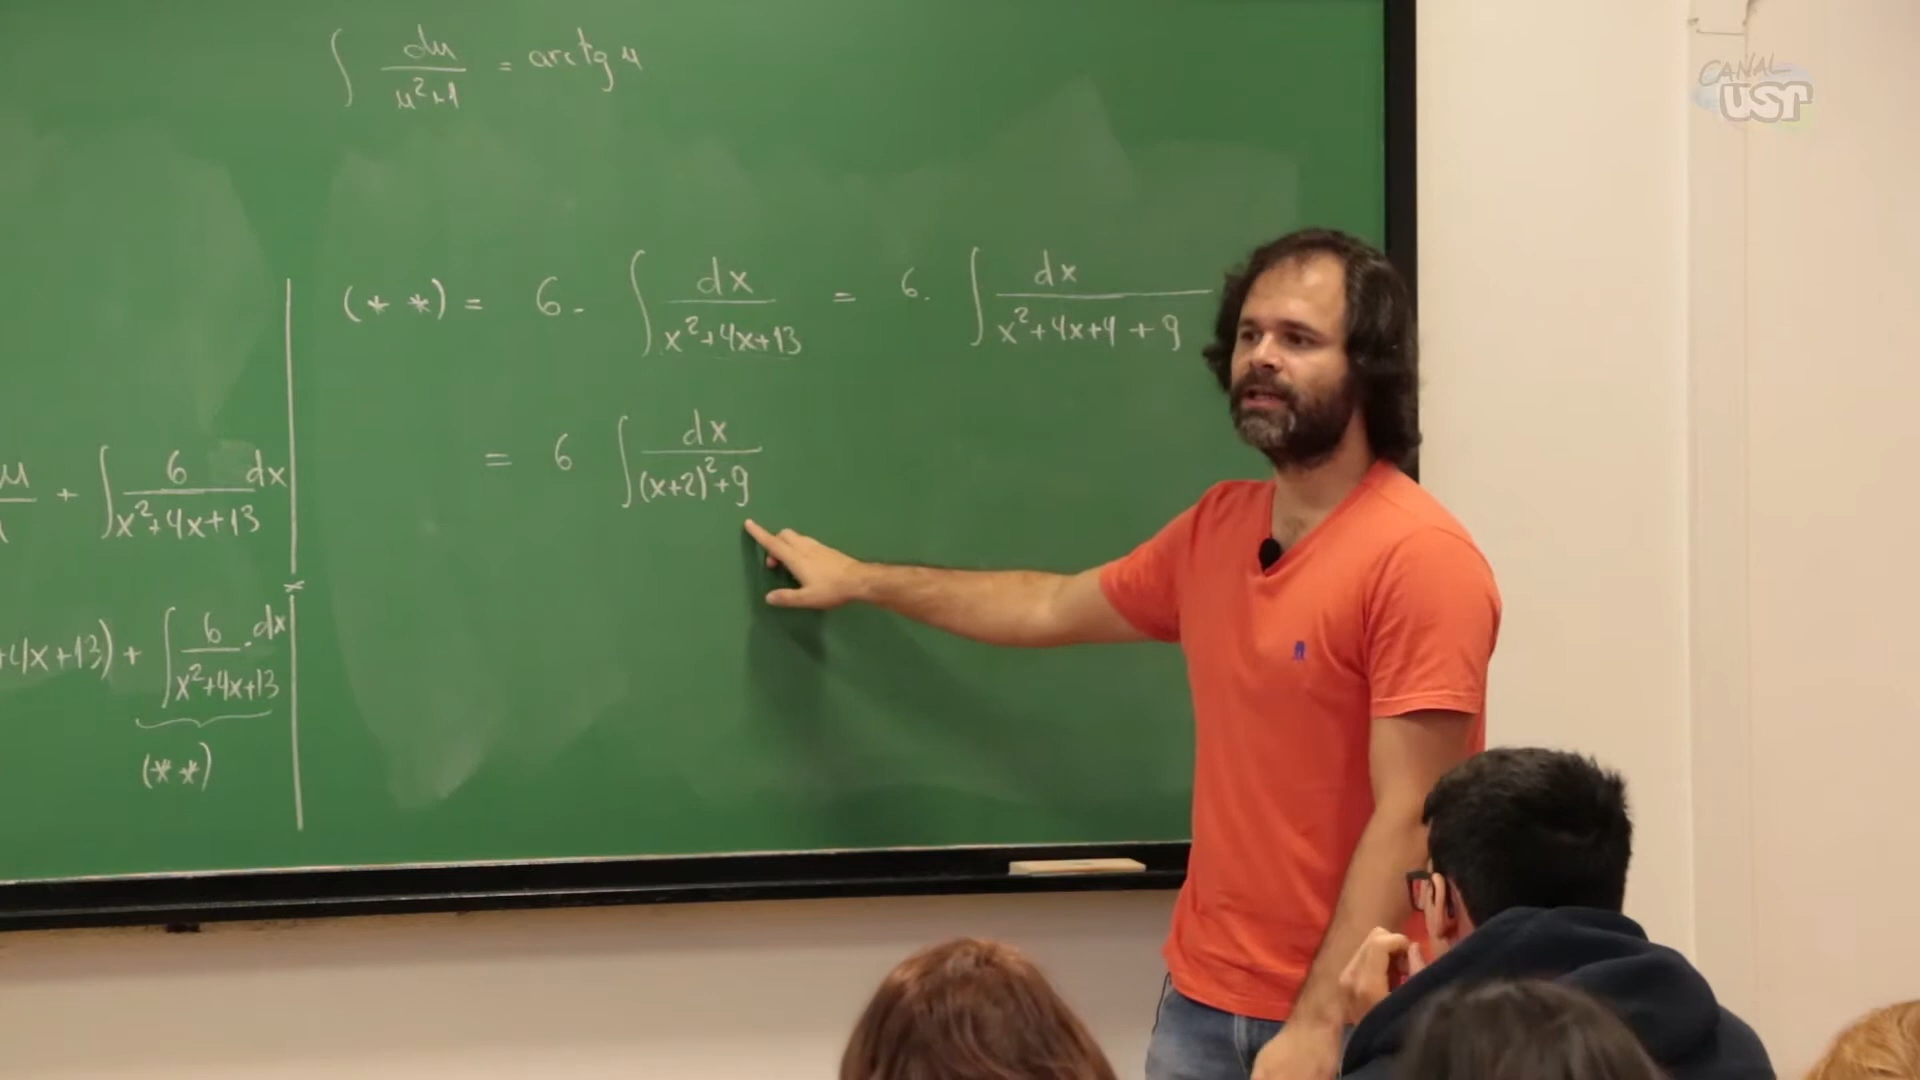 ∫ du/(u²+1) = arctg u
CANAL
USP
(* *) = 6 · ∫ dx/(x²+4x+13) = 6 · ∫ dx/(x²+4x+4+9)
= 6 ∫ dx/((x+2)²+9)
+ ∫ 6/(x²+4x+13) dx
+4x+13) + ∫ 6/(x²+4x+13) · dx
(* *)